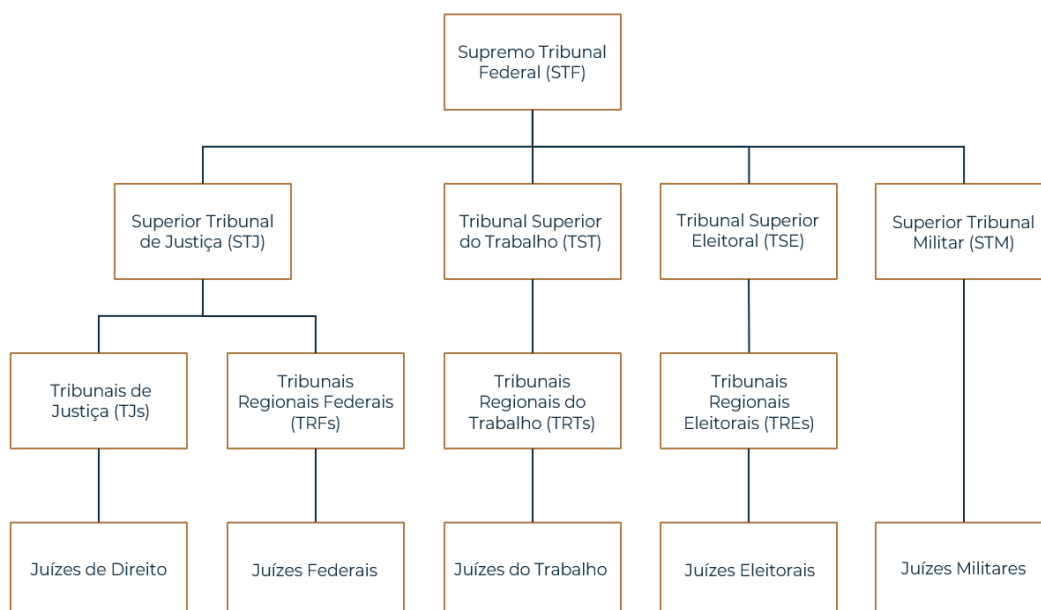 Supremo Tribunal
Federal (STF)
Superior Tribunal
de Justiça (STJ)
Tribunal Superior
do Trabalho (TST)
Tribunal Superior
Eleitoral (TSE)
Superior Tribunal
Militar (STM)
Tribunais de
Justiça (TJs)
Tribunais
Regionais Federais
(TRFs)
Tribunais
Regionais do
Trabalho (TRTs)
Tribunais
Regionais
Eleitorais (TREs)
Juízes de Direito
Juízes Federais
Juízes do Trabalho
Juízes Eleitorais
Juízes Militares